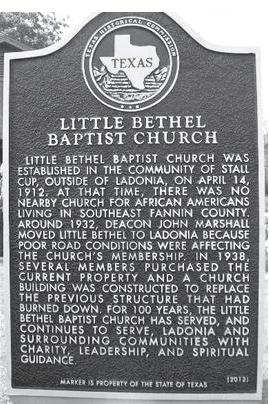 TEXAS HISTORICAL COMMISSION
TEXAS
LITTLE BETHEL
BAPTIST CHURCH
LITTLE BETHEL BAPTIST CHURCH WAS
ESTABLISHED IN THE COMMUNITY OF STALL
CUP, OUTSIDE OF LADONIA, ON APRIL 14,
1912. AT THAT TIME, THERE WAS NO
NEARBY CHURCH FOR AFRICAN AMERICANS
LIVING IN SOUTHEAST FANNIN COUNTY.
AROUND 1932, DEACON JOHN MARSHALL
MOVED LITTLE BETHEL TO LADONIA BECAUSE
POOR ROAD CONDITIONS WERE AFFECTING
THE CHURCH'S MEMBERSHIP. IN 1938,
SEVERAL MEMBERS PURCHASED THE
CURRENT PROPERTY AND A CHURCH
BUILDING WAS CONSTRUCTED TO REPLACE
THE PREVIOUS STRUCTURE THAT HAD
BURNED DOWN. FOR 100 YEARS, THE LITTLE
BETHEL BAPTIST CHURCH HAS SERVED, AND
CONTINUES TO SERVE, LADONIA AND
SURROUNDING COMMUNITIES WITH
CHARITY, LEADERSHIP, AND SPIRITUAL
GUIDANCE.
(2012)
MARKER IS PROPERTY OF THE STATE OF TEXAS